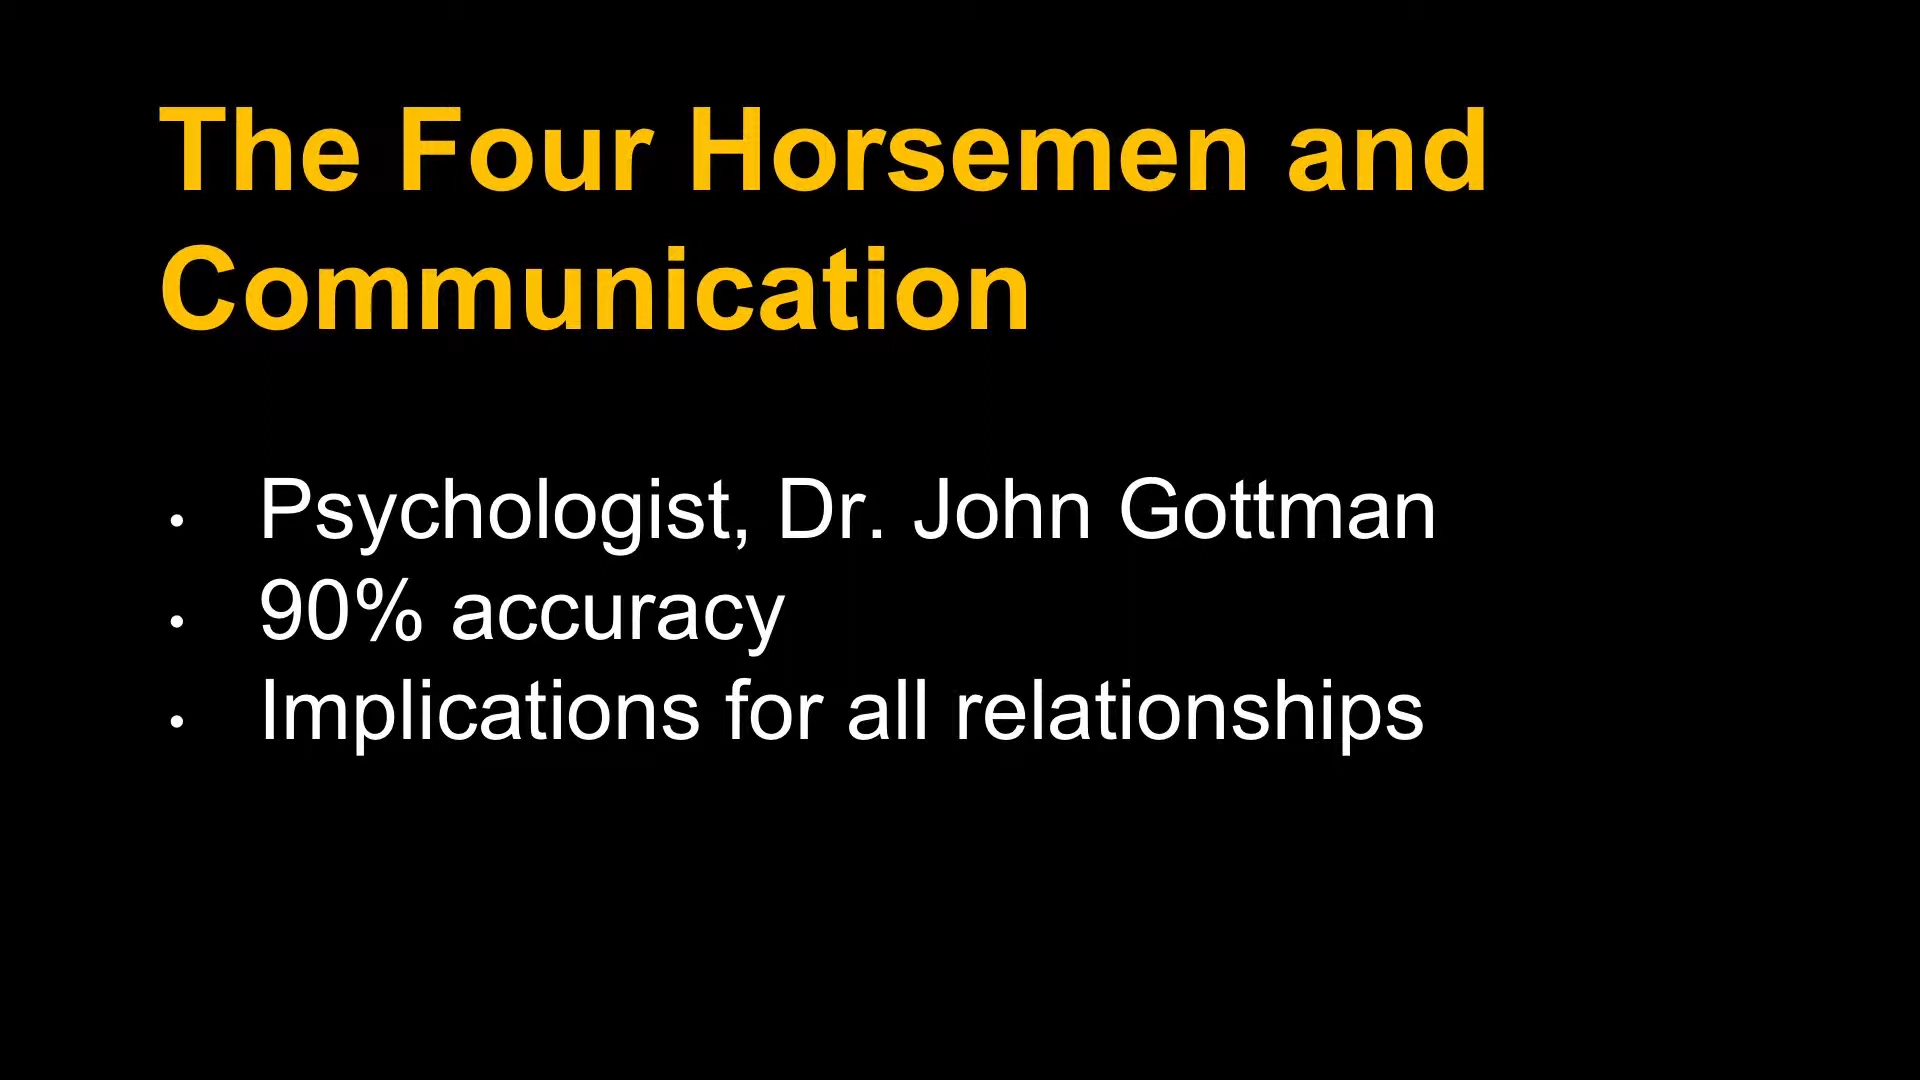 The Four Horsemen and
Communication
• Psychologist, Dr. John Gottman
• 90% accuracy
• Implications for all relationships